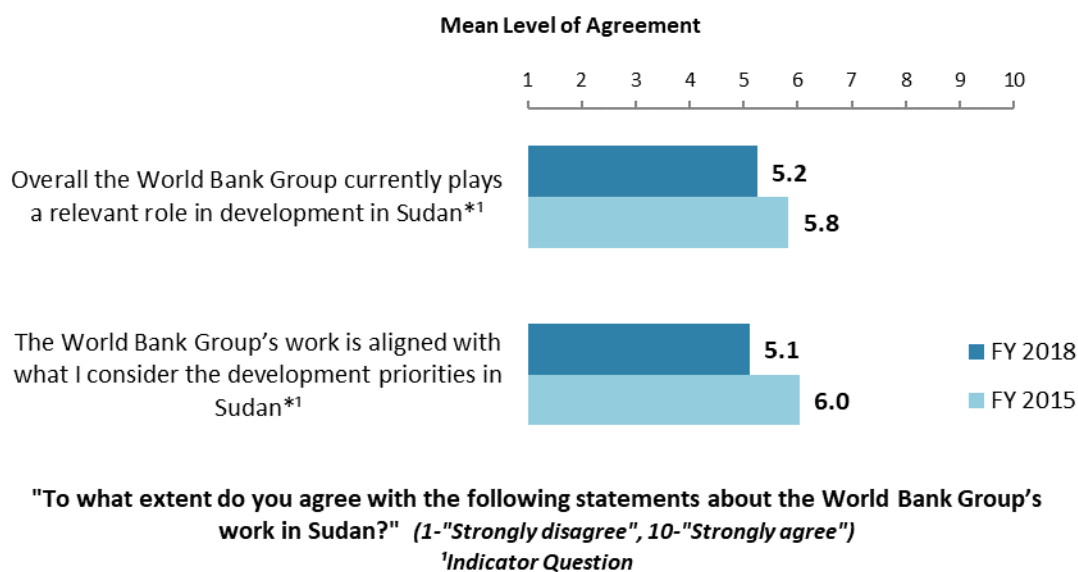 Mean Level of Agreement
1 2 3 4 5 6 7 8 9 10
Overall the World Bank Group currently plays
a relevant role in development in Sudan*¹
5.2
5.8
The World Bank Group’s work is aligned with
what I consider the development priorities in
Sudan*¹
5.1
6.0
FY 2018
FY 2015
"To what extent do you agree with the following statements about the World Bank Group’s
work in Sudan?" (1-"Strongly disagree", 10-"Strongly agree")
¹Indicator Question